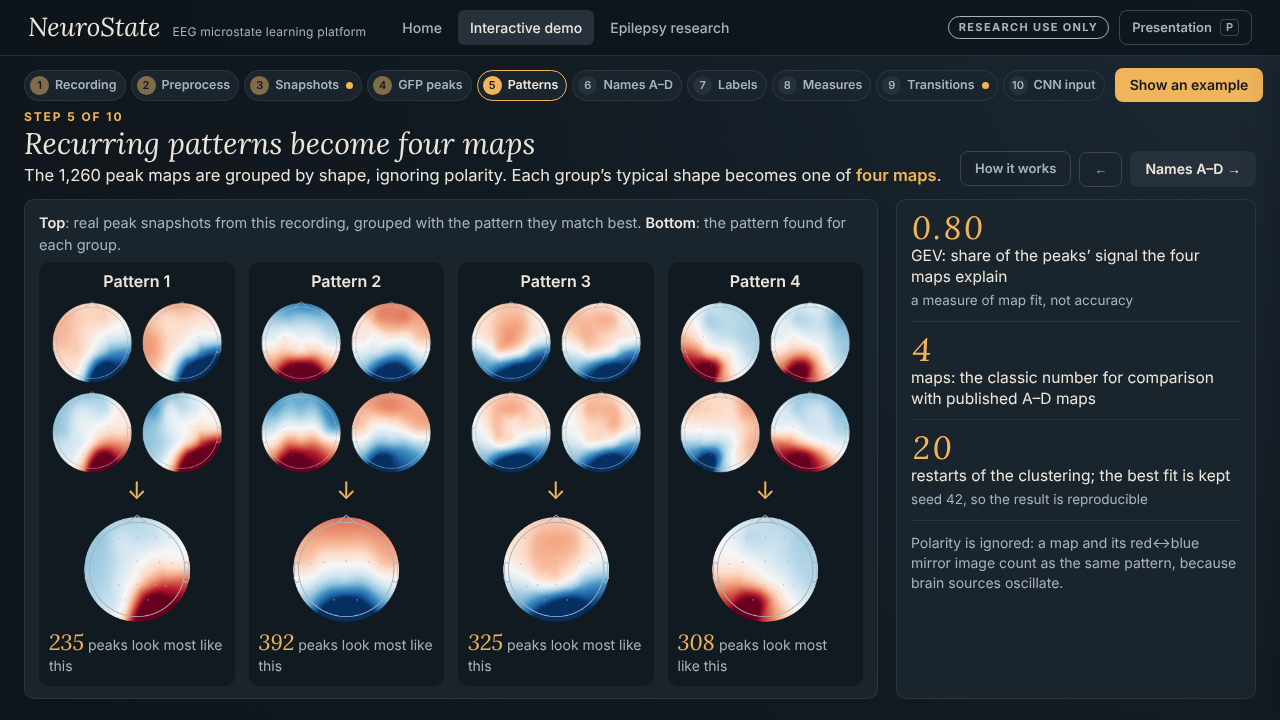 NeuroState EEG microstate learning platform Home Interactive demo Epilepsy research RESEARCH USE ONLY Presentation P
1 Recording 2 Preprocess 3 Snapshots 4 GFP peaks 5 Patterns 6 Names A–D 7 Labels 8 Measures 9 Transitions 10 CNN input Show an example
STEP 5 OF 10
Recurring patterns become four maps
The 1,260 peak maps are grouped by shape, ignoring polarity. Each group’s typical shape becomes one of four maps.
How it works ← Names A–D →
Top: real peak snapshots from this recording, grouped with the pattern they match best. Bottom: the pattern found for
each group.
Pattern 1
235 peaks look most like
this
Pattern 2
392 peaks look most like
this
Pattern 3
325 peaks look most like
this
Pattern 4
308 peaks look most
like this
0.80
GEV: share of the peaks’ signal the four
maps explain
a measure of map fit, not accuracy
4
maps: the classic number for comparison
with published A–D maps
20
restarts of the clustering; the best fit is kept
seed 42, so the result is reproducible
Polarity is ignored: a map and its red↔blue
mirror image count as the same pattern, because
brain sources oscillate.